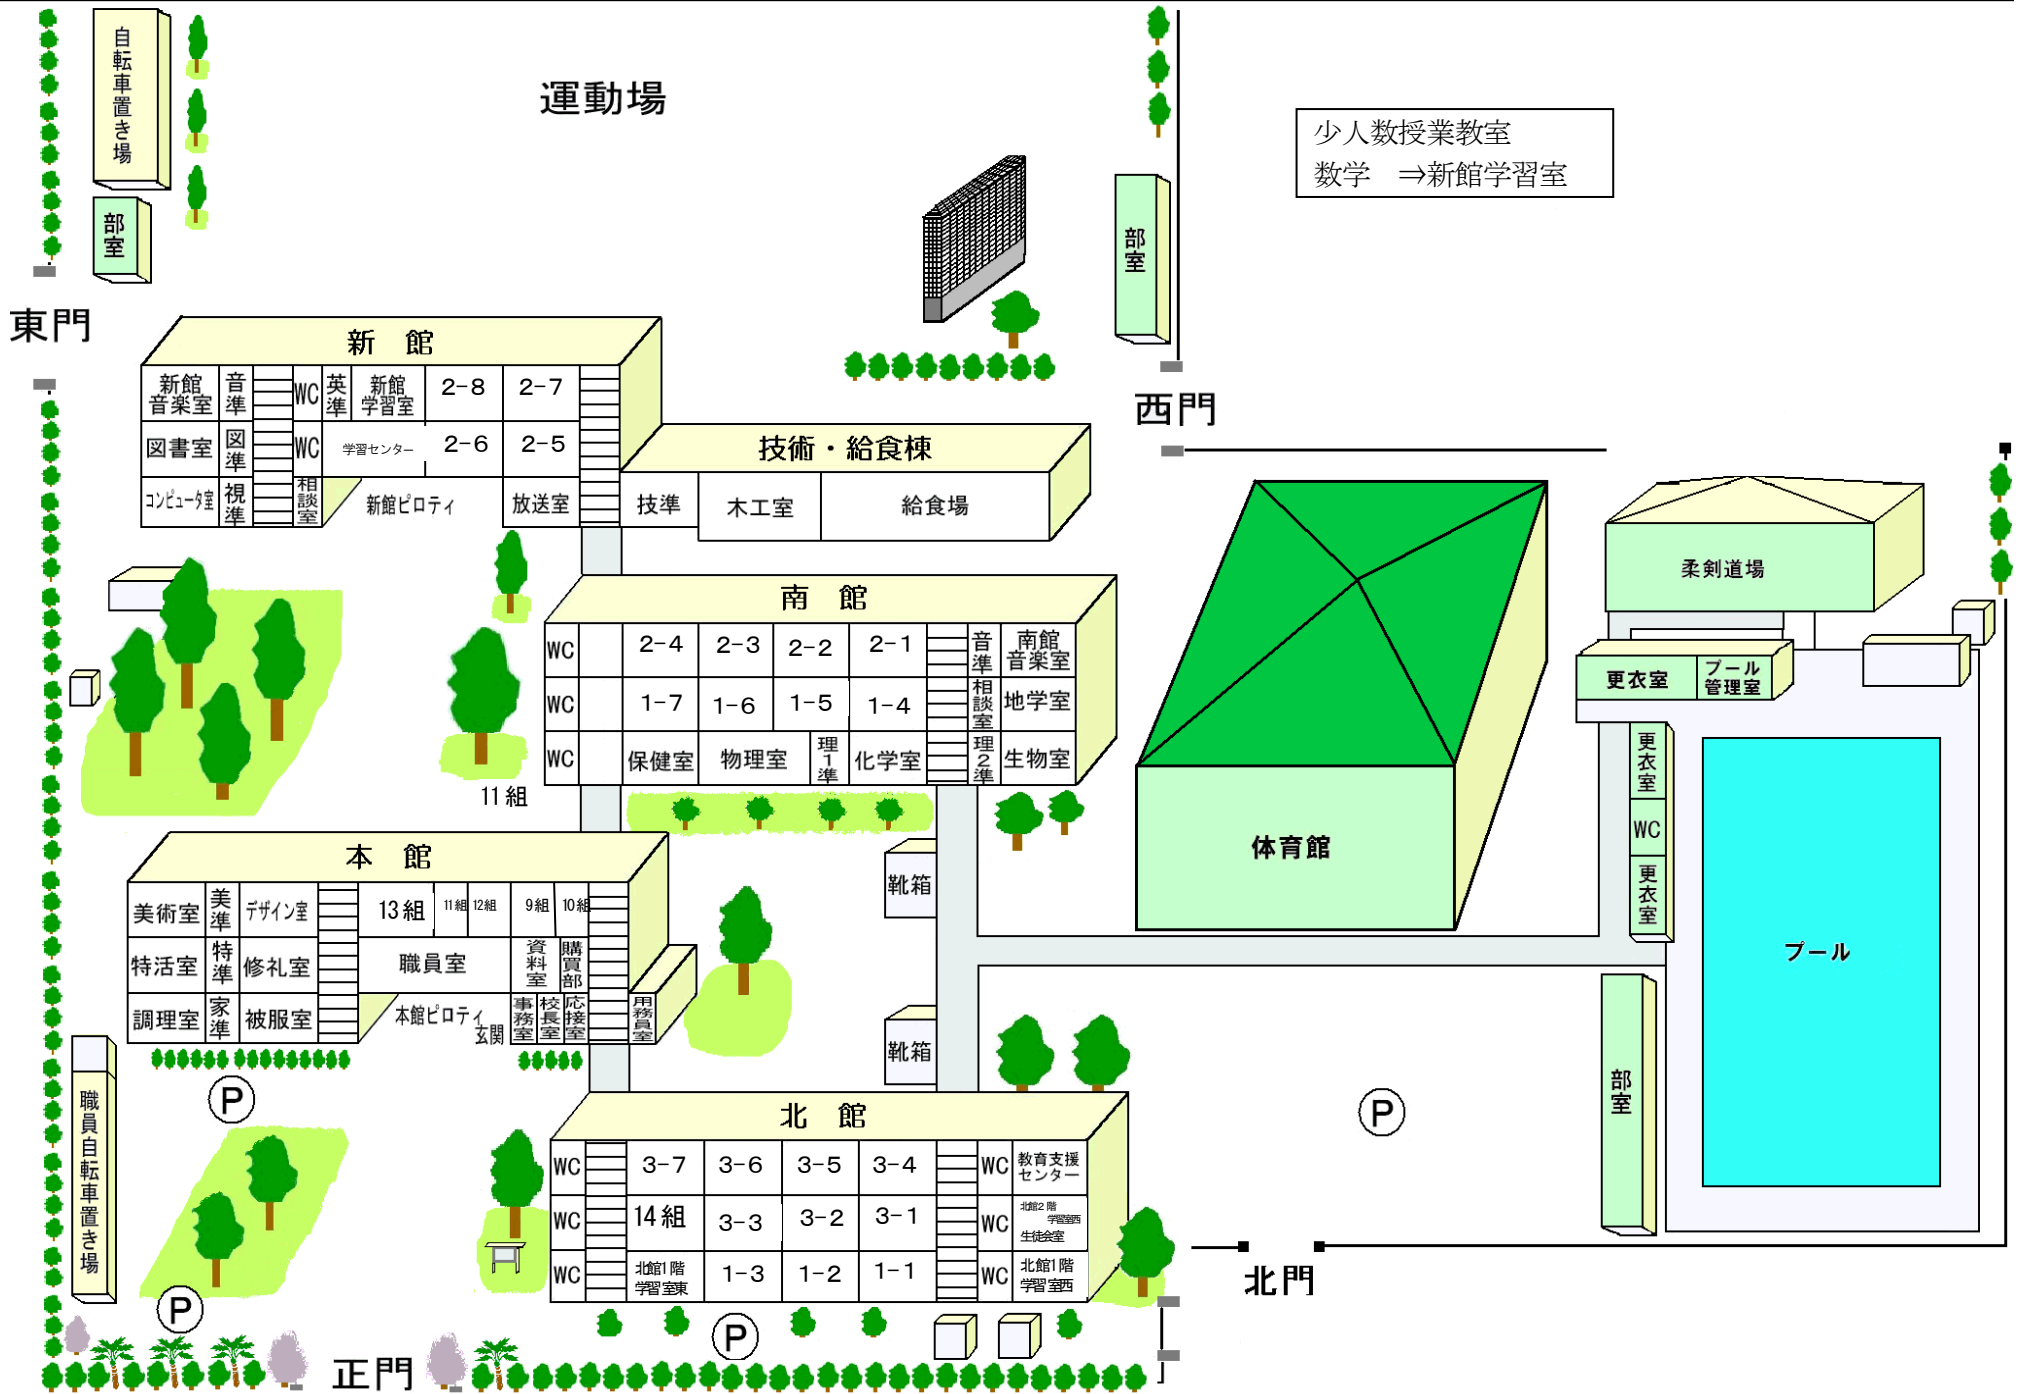 自転車置き場
部室
運動場
少人数授業教室
数学　⇒新館学習室
部室
東門
西門
新　館
新館
音楽室
音準
WC
英準
新館
学習室
2-8
2-7
図書室
図準
WC
学習センター
2-6
2-5
コンピュータ室
視準
相談室
新館ピロティ
放送室
技術・給食棟
技準
木工室
給食場
柔剣道場
更衣室
プール
管理室
更衣室
WC
更衣室
プール
南　館
WC
2-4
2-3
2-2
2-1
音準
南館
音楽室
WC
1-7
1-6
1-5
1-4
相談室
地学室
WC
保健室
物理室
理1準
化学室
理2準
生物室
11組
体育館
靴箱
靴箱
本　館
美術室
美準
デザイン室
13組
11組
12組
9組
10組
特活室
特準
修礼室
職員室
資料室
購買部
調理室
家準
被服室
本館ピロティ
玄関
事務室
校長室
応接室
用務員室
P
職員自転車置き場
P
北　館
WC
3-7
3-6
3-5
3-4
WC
教育支援
センター
WC
14組
3-3
3-2
3-1
WC
北館2階
学習室西
生徒会室
WC
北館1階
学習室東
1-3
1-2
1-1
WC
北館1階
学習室西
P
P
部室
北門
正門